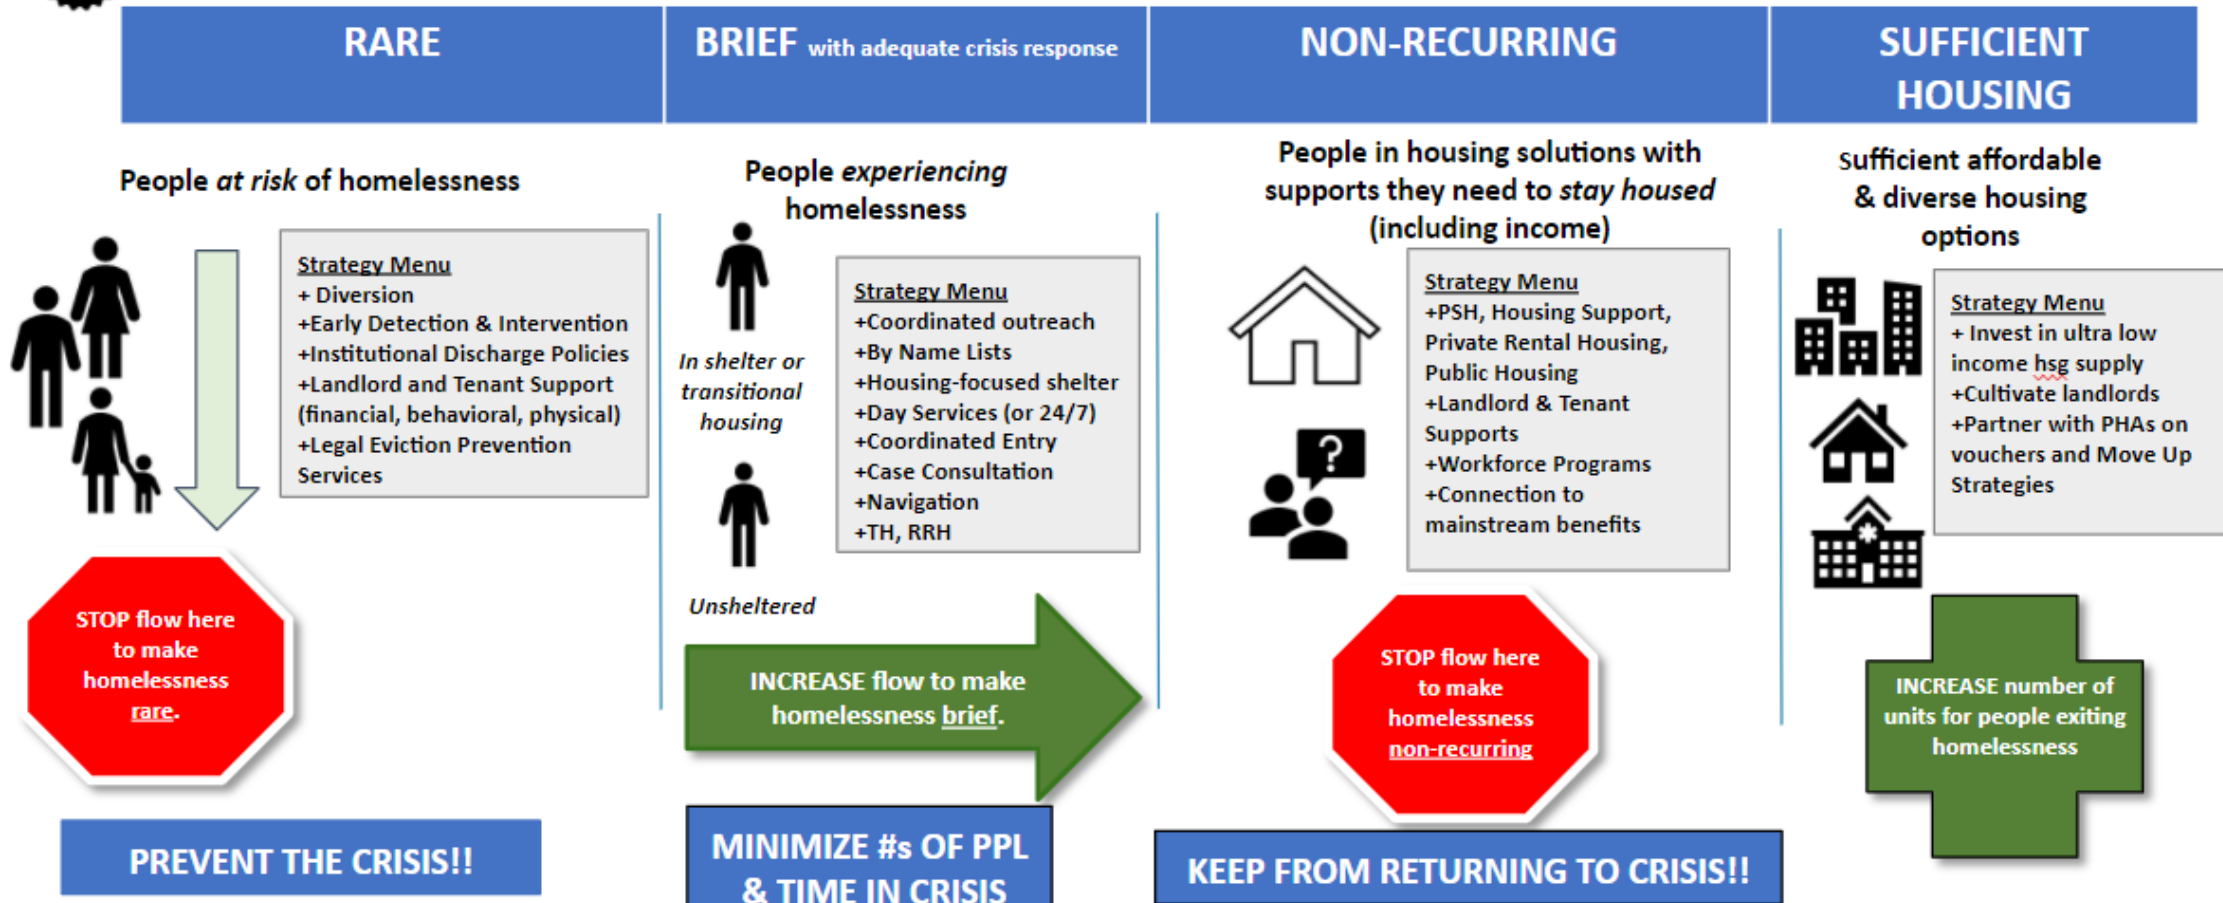 RARE
BRIEF with adequate crisis response
NON-RECURRING
SUFFICIENT
HOUSING
People at risk of homelessness
Strategy Menu
+ Diversion
+Early Detection & Intervention
+Institutional Discharge Policies
+Landlord and Tenant Support
(financial, behavioral, physical)
+Legal Eviction Prevention
Services
STOP flow here
to make
homelessness
rare.
PREVENT THE CRISIS!!
People experiencing
homelessness
In shelter or
transitional
housing
Unsheltered
Strategy Menu
+Coordinated outreach
+By Name Lists
+Housing-focused shelter
+Day Services (or 24/7)
+Coordinated Entry
+Case Consultation
+Navigation
+TH, RRH
INCREASE flow to make
homelessness brief.
MINIMIZE #s OF PPL
& TIME IN CRISIS
People in housing solutions with
supports they need to stay housed
(including income)
?
Strategy Menu
+PSH, Housing Support,
Private Rental Housing,
Public Housing
+Landlord & Tenant
Supports
+Workforce Programs
+Connection to
mainstream benefits
STOP flow here
to make
homelessness
non-recurring
KEEP FROM RETURNING TO CRISIS!!
Sufficient affordable
& diverse housing
options
Strategy Menu
+ Invest in ultra low
income hsg supply
+Cultivate landlords
+Partner with PHAs on
vouchers and Move Up
Strategies
INCREASE number of
units for people exiting
homelessness